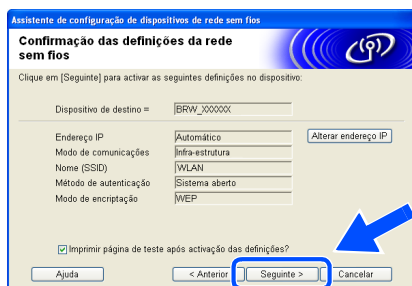 Assistente de configuração de dispositivos de rede sem fios
Confirmação das definições da rede
sem fios
Clique em [Seguinte] para activar as seguintes definições no dispositivo:
Dispositivo de destino = BRW_XXXXXX
Endereço IP Automático Alterar endereço IP
Modo de comunicações Infra-estrutura
Nome (SSID) WLAN
Método de autenticação Sistema aberto
Modo de encriptação WEP
Imprimir página de teste após activação das definições?
Ajuda < Anterior Seguinte > Cancelar